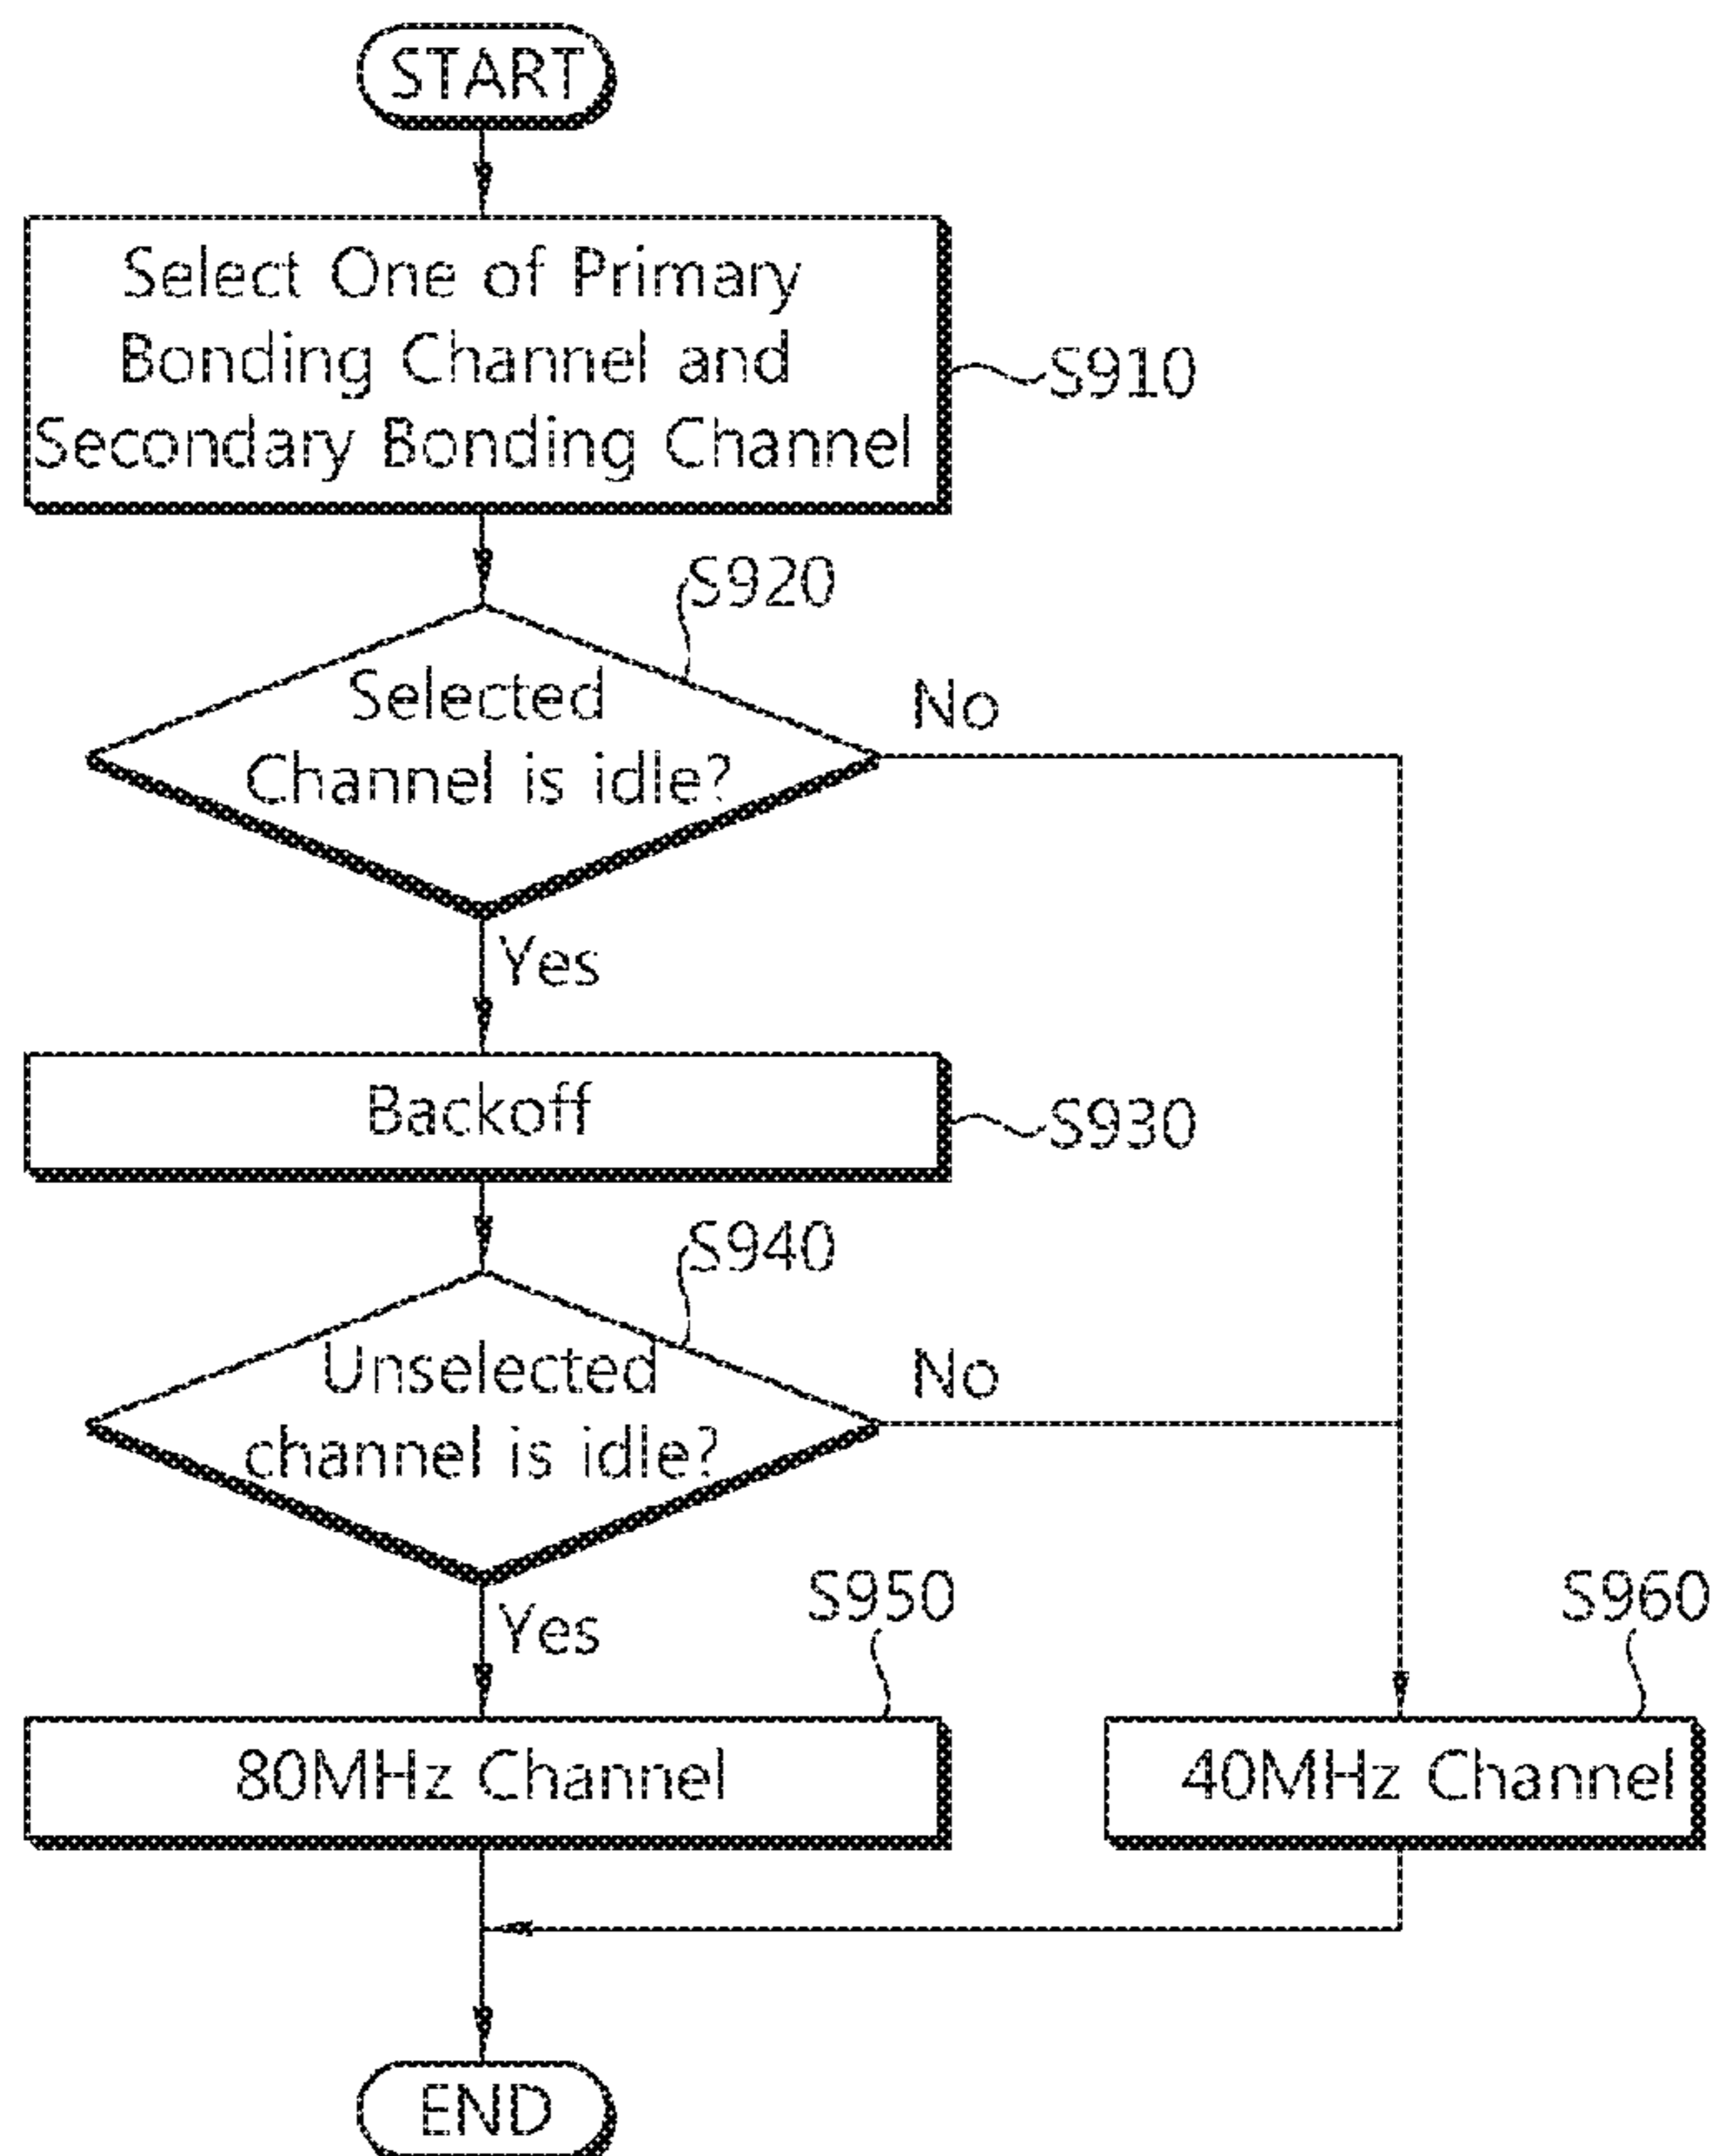 START
Select One of Primary
Bonding Channel and
Secondary Bonding Channel
S910
S920
Selected
Channel is idle?
No
Yes
Backoff
S930
S940
Unselected
channel is idle?
No
Yes
S950
S960
80MHz Channel
40MHz Channel
END